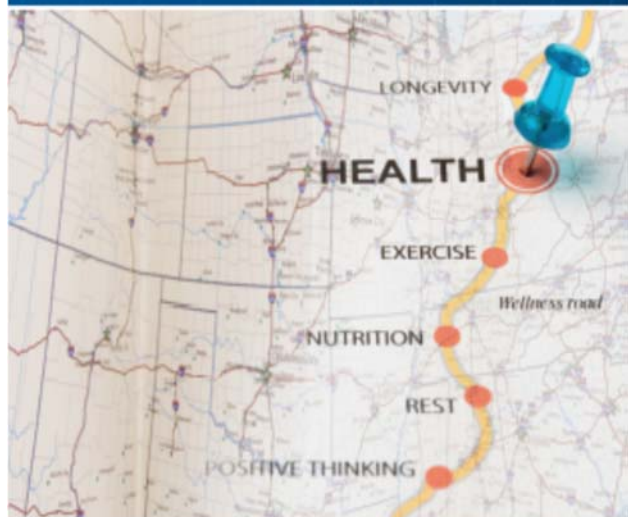 LONGEVITY
HEALTH
EXERCISE
Wellness road
NUTRITION
REST
POSITIVE THINKING